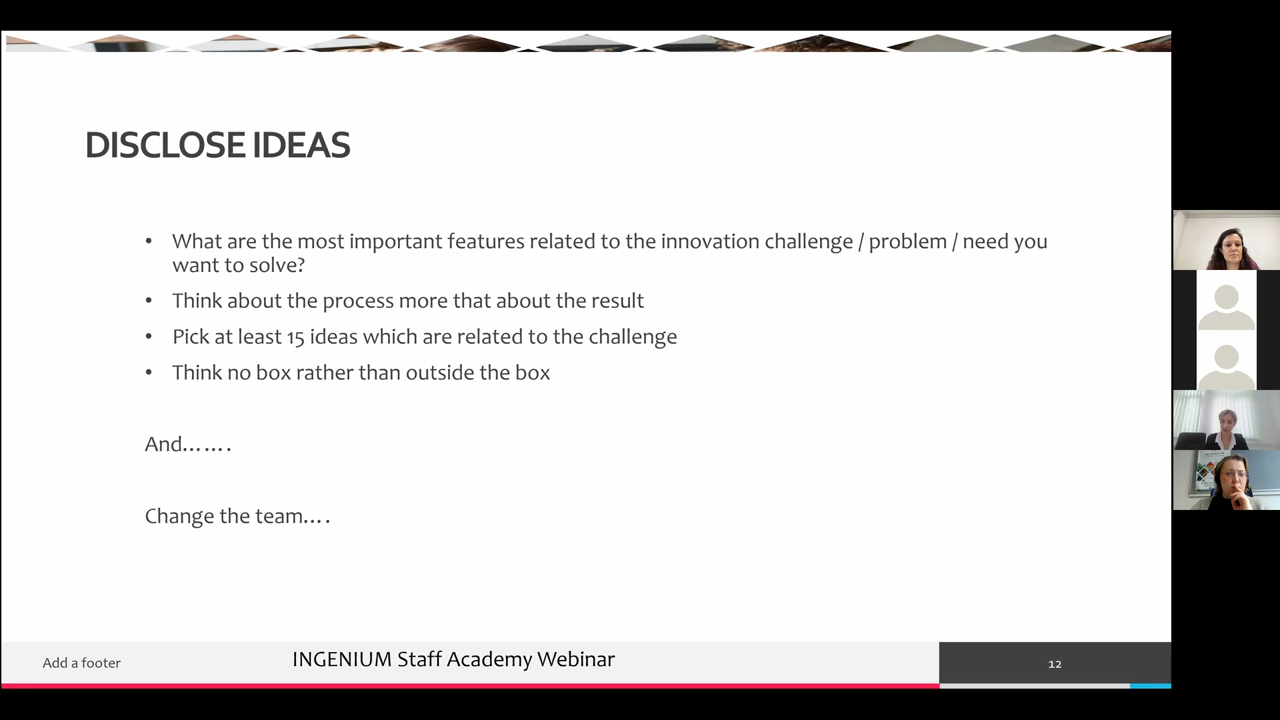 DISCLOSE IDEAS
• What are the most important features related to the innovation challenge / problem / need you
want to solve?
• Think about the process more that about the result
• Pick at least 15 ideas which are related to the challenge
• Think no box rather than outside the box
And…….
Change the team….
Add a footer
INGENIUM Staff Academy Webinar
12